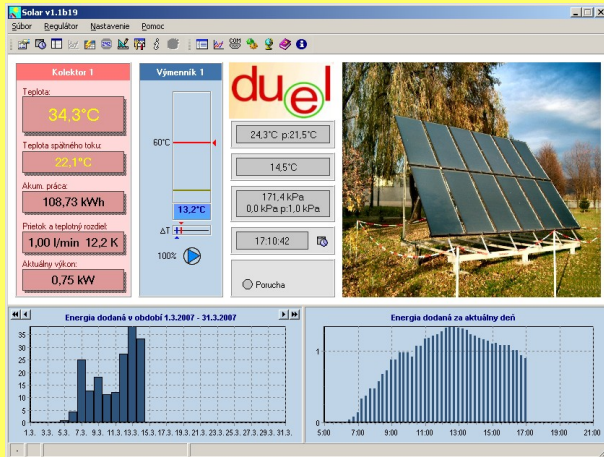 Solar v1.1b19
Súbor Regulátor Nastavenie Pomoc
Kolektor 1
Teplota:
34,3°C
Teplota spätného toku:
22,1°C
Akum. práca:
108,73 kWh
Prietok a teplotný rozdiel:
1,00 l/min 12,2 K
Aktuálny výkon:
0,75 kW
Výmenník 1
60°C
13,2°C
ΔT
100%
duel
24,3°C p:21,5°C
14,5°C
171,4 kPa
0,0 kPa p:1,0 kPa
17:10:42
Porucha
Energia dodaná v období 1.3.2007 - 31.3.2007
35
30
25
20
15
10
5
0
1.3. 3.3. 5.3. 7.3. 9.3. 11.3. 13.3. 15.3. 17.3. 19.3. 21.3. 23.3. 25.3. 27.3. 29.3. 31.3.
Energia dodaná za aktuálny deň
1
0
5:00 7:00 9:00 11:00 13:00 15:00 17:00 19:00 21:00